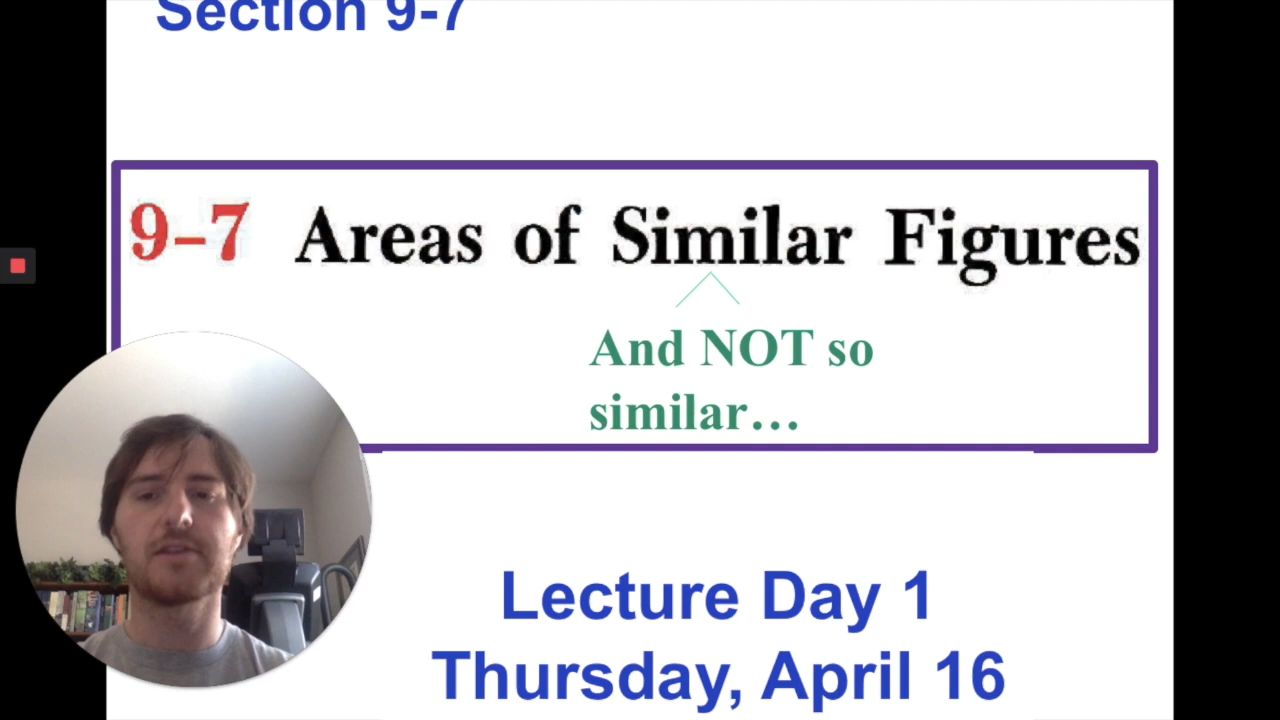 Section 9-7
9-7 Areas of Similar Figures
And NOT so
similar...
Lecture Day 1
Thursday, April 16